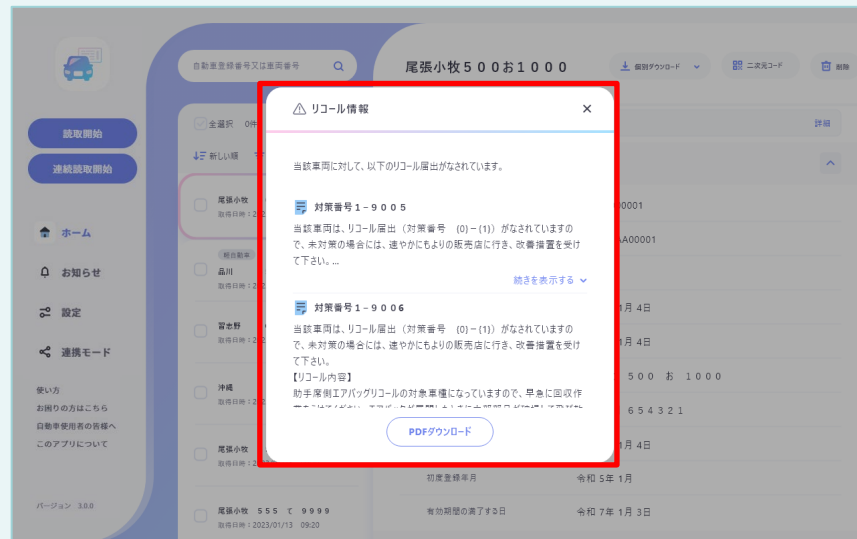 読取開始
連続読取開始
ホーム
お知らせ
設定
連携モード
使い方
お困りの方はこちら
自動車使用者の皆様へ
このアプリについて
バージョン 3.0.0
自動車登録番号又は車両番号
全選択 0件
新しい順
尾張小牧
取得日時:202
軽自動車
品川
取得日時:202
習志野
取得日時:202
沖縄
取得日時:202
尾張小牧
取得日時:202
尾張小牧 555 て 9999
取得日時:2023/01/13 09:20
尾張小牧500お1000
個別ダウンロード
二次元コード
削除
詳細
リコール情報
当該車両に対して、以下のリコール届出がなされています。
対策番号1-9005
当該車両は、リコール届出(対策番号 {0}-{1})がなされていますの
で、未対策の場合には、速やかにもよりの販売店に行き、改善措置を受け
て下さい。...
続きを表示する
対策番号1-9006
当該車両は、リコール届出(対策番号 {0}-{1})がなされていますの
で、未対策の場合には、速やかにもよりの販売店に行き、改善措置を受け
て下さい。
【リコール内容】
助手席側エアバッグリコールの対象車種になっていますので、早急に回収作
PDFダウンロード
0001
AA00001
月 4日
月 4日
500 お 1000
654321
月 4日
初度登録年月
令和 5年 1月
有効期間の満了する日
令和 7年 1月 3日